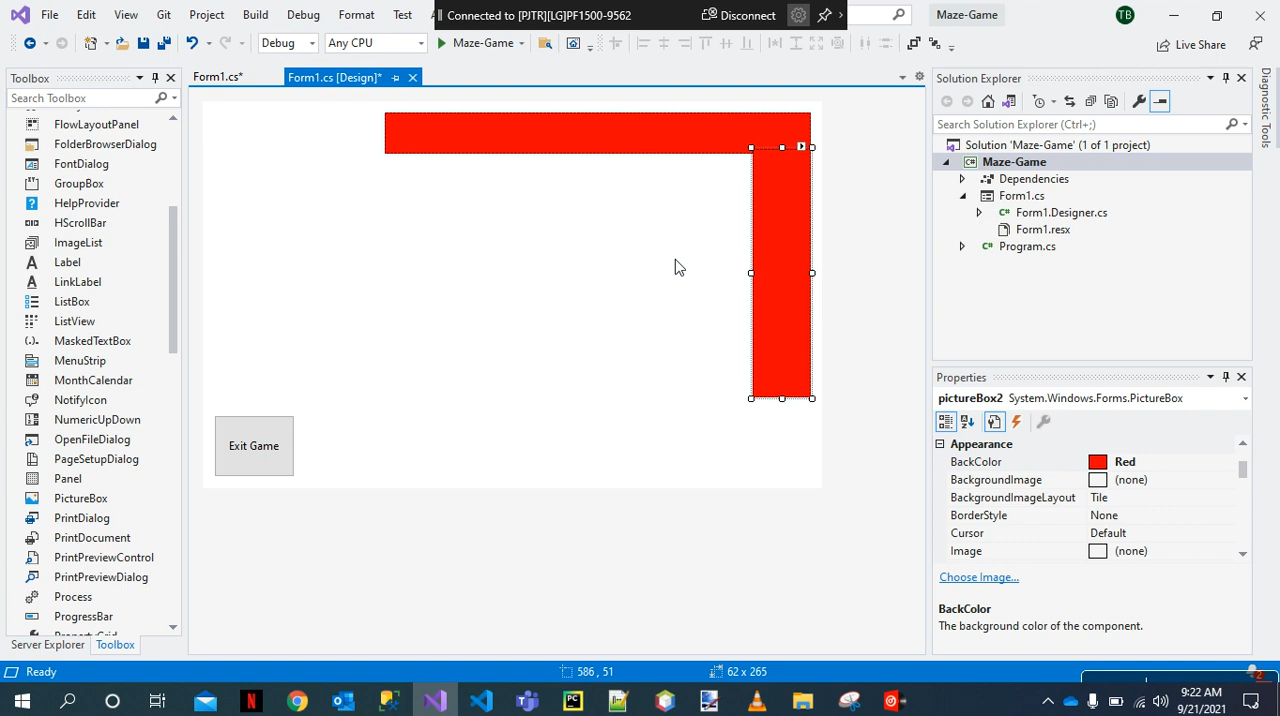 File Edit View Git Project Build Debug Format Test
Connected to [PJTR][LG]PF1500-9562 Disconnect
Maze-Game TB
Debug Any CPU Maze-Game Live Share
Toolbox
Search Toolbox
FlowLayoutPanel
FolderBrowserDialog
FontDialog
GroupBox
HelpProvider
HScrollBar
ImageList
Label
LinkLabel
ListBox
ListView
MaskedTextBox
MenuStrip
MonthCalendar
NotifyIcon
NumericUpDown
OpenFileDialog
PageSetupDialog
Panel
PictureBox
PrintDialog
PrintDocument
PrintPreviewControl
PrintPreviewDialog
Process
ProgressBar
Server Explorer Toolbox
Form1.cs* Form1.cs [Design]*
Exit Game
Solution Explorer
Search Solution Explorer (Ctrl+;)
Solution 'Maze-Game' (1 of 1 project)
Maze-Game
Dependencies
Form1.cs
Form1.Designer.cs
Form1.resx
Program.cs
Properties
pictureBox2 System.Windows.Forms.PictureBox
Appearance
BackColor Red
BackgroundImage (none)
BackgroundImageLayout Tile
BorderStyle None
Cursor Default
Image (none)
Choose Image...
BackColor
The background color of the component.
Diagnostic Tools
Ready 586 , 51 62 x 265
9:22 AM
9/21/2021